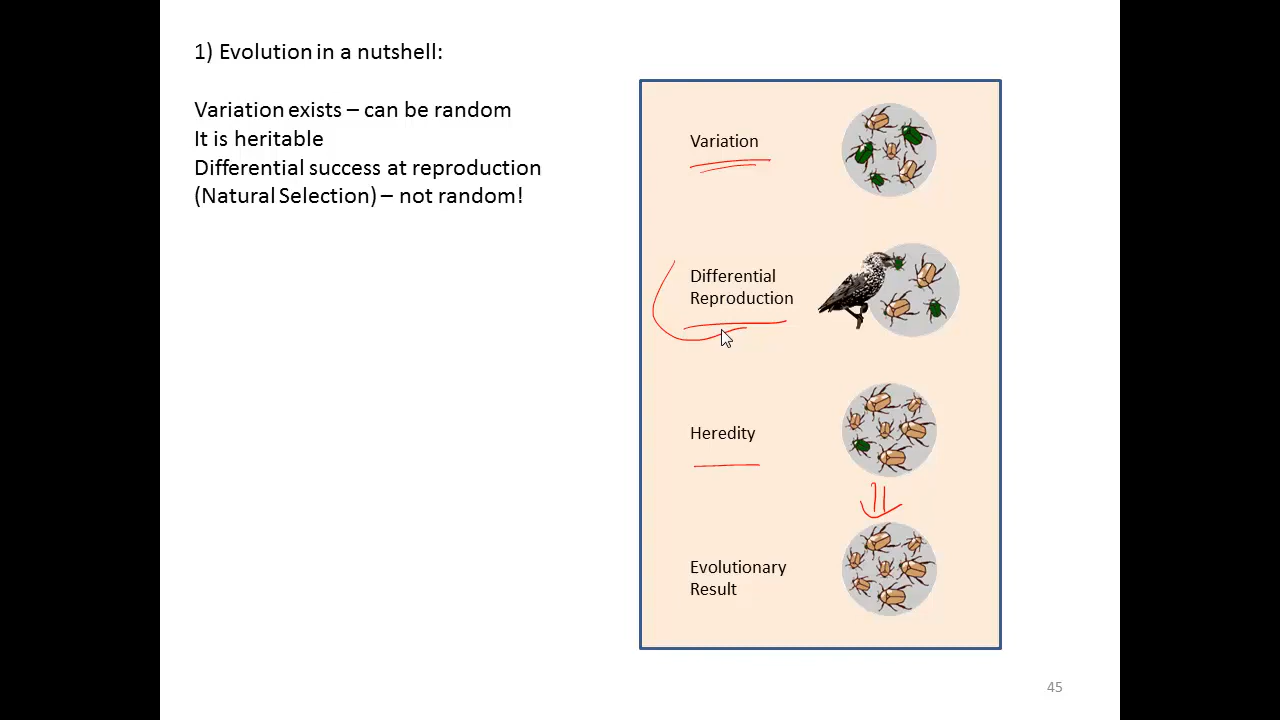 1) Evolution in a nutshell:
Variation exists – can be random
It is heritable
Differential success at reproduction
(Natural Selection) – not random!
Variation
Differential
Reproduction
Heredity
Evolutionary
Result
45